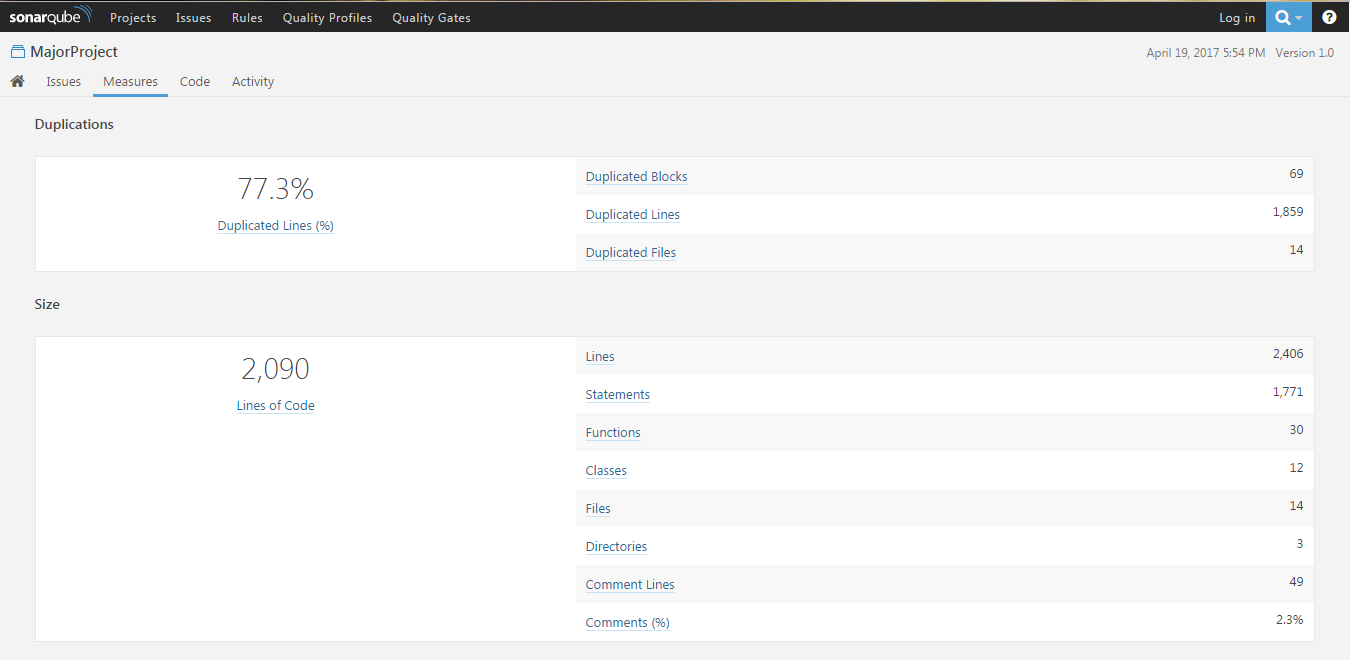 sonarqube Projects Issues Rules Quality Profiles Quality Gates Log in ?
MajorProject April 19, 2017 5:54 PM Version 1.0
Issues Measures Code Activity
Duplications
77.3%
Duplicated Lines (%)
Duplicated Blocks 69
Duplicated Lines 1,859
Duplicated Files 14
Size
2,090
Lines of Code
Lines 2,406
Statements 1,771
Functions 30
Classes 12
Files 14
Directories 3
Comment Lines 49
Comments (%) 2.3%